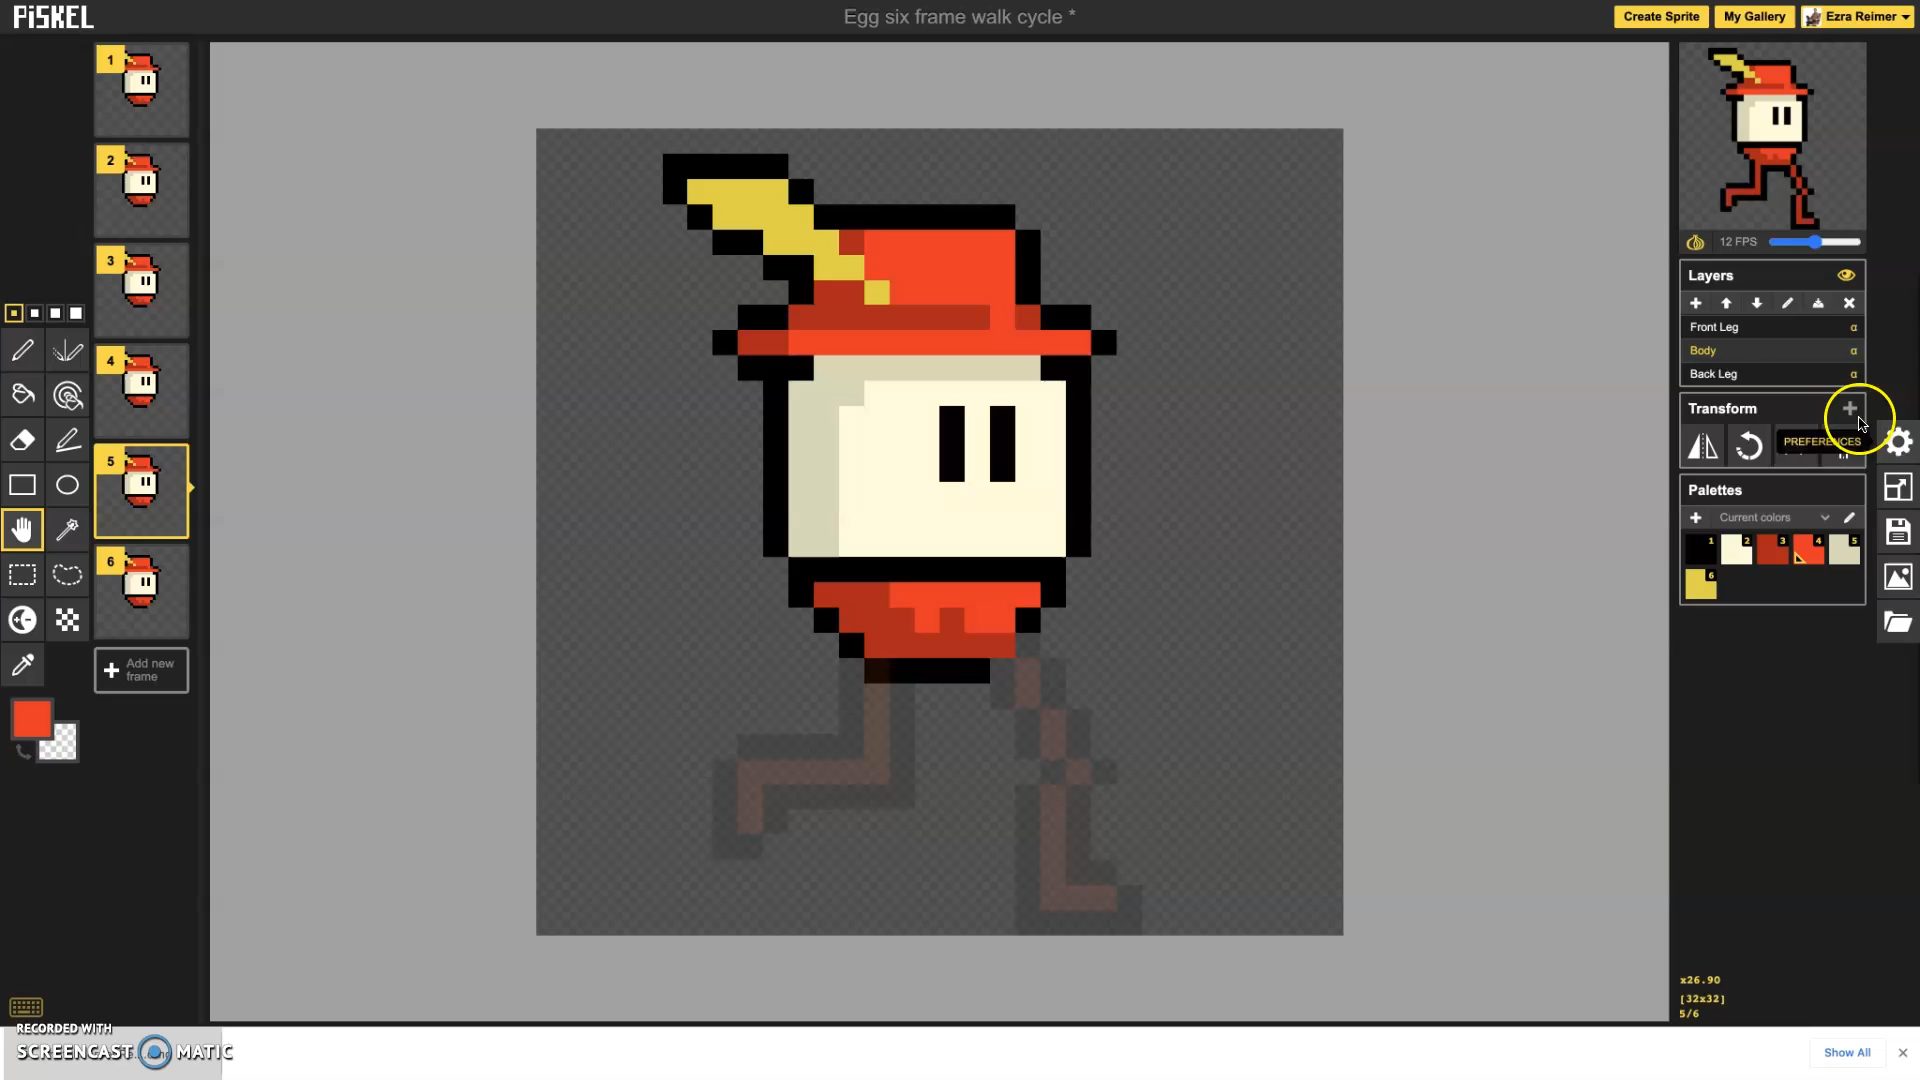 PiSKEL
Egg six frame walk cycle *
Create Sprite
My Gallery
Ezra Reimer
1
2
3
4
5
6
Add new
frame
12 FPS
Layers
Front Leg α
Body α
Back Leg α
Transform
PREFERENCES
Palettes
Current colors
1 2 3 4 5
6
x26.90
[32x32]
5/6
RECORDED WITH
SCREENCAST MATIC
Show All